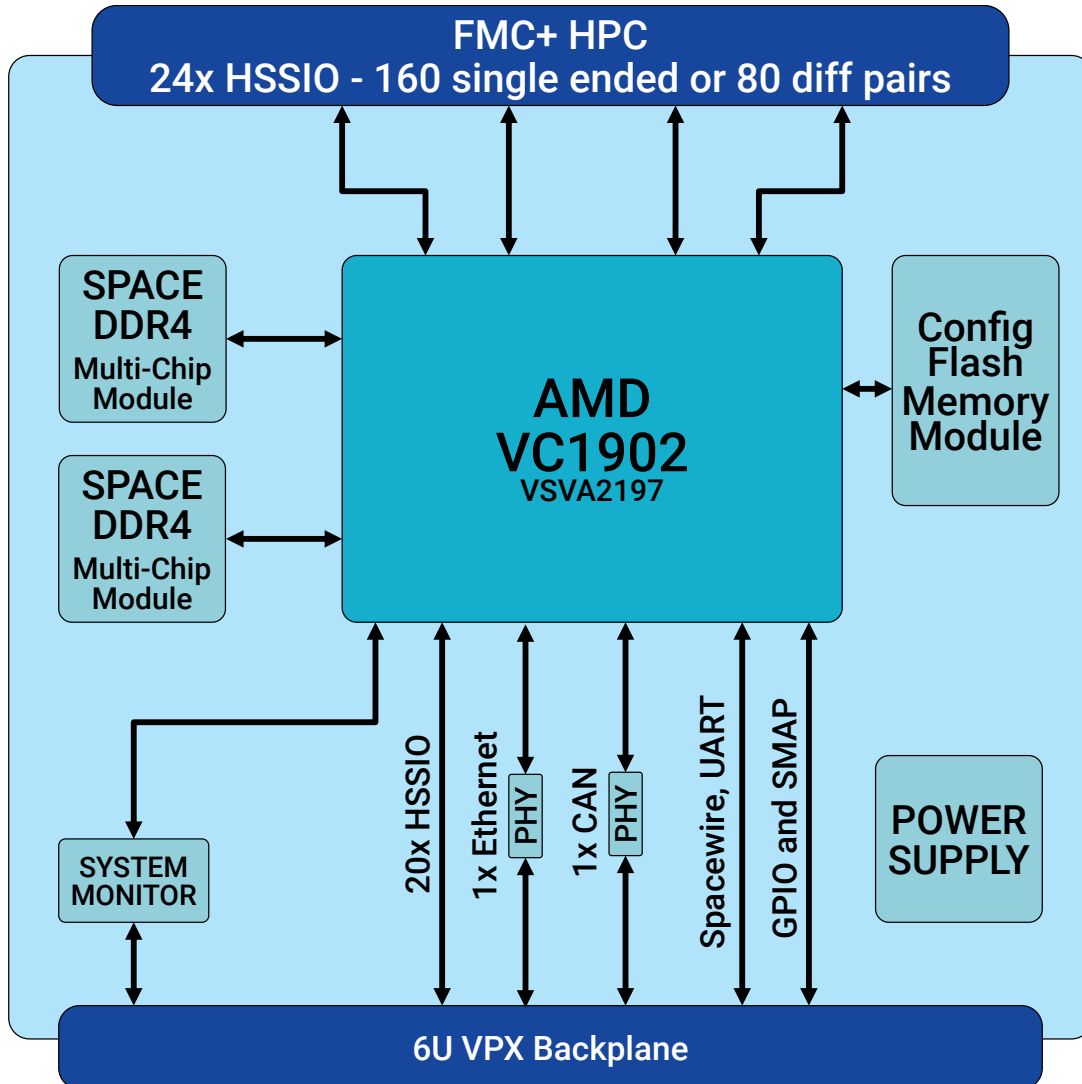 FMC+ HPC
24x HSSIO - 160 single ended or 80 diff pairs
SPACE
DDR4
Multi-Chip
Module
AMD
VC1902
VSVA2197
Config
Flash
Memory
Module
SPACE
DDR4
Multi-Chip
Module
20x HSSIO
1x Ethernet
PHY
1x CAN
PHY
Spacewire, UART
GPIO and SMAP
SYSTEM
MONITOR
POWER
SUPPLY
6U VPX Backplane